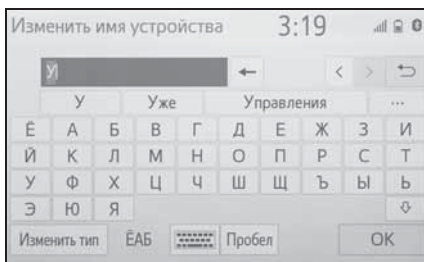 Изменить имя устройства 3:19
У
У Уже Управления ...
Ё А Б В Г Д Е Ж З И
Й К Л М Н О П Р С Т
У Ф Х Ц Ч Ш Щ Ъ Ы Ь
Э Ю Я
Изменить тип ЁАБ Пробел OK